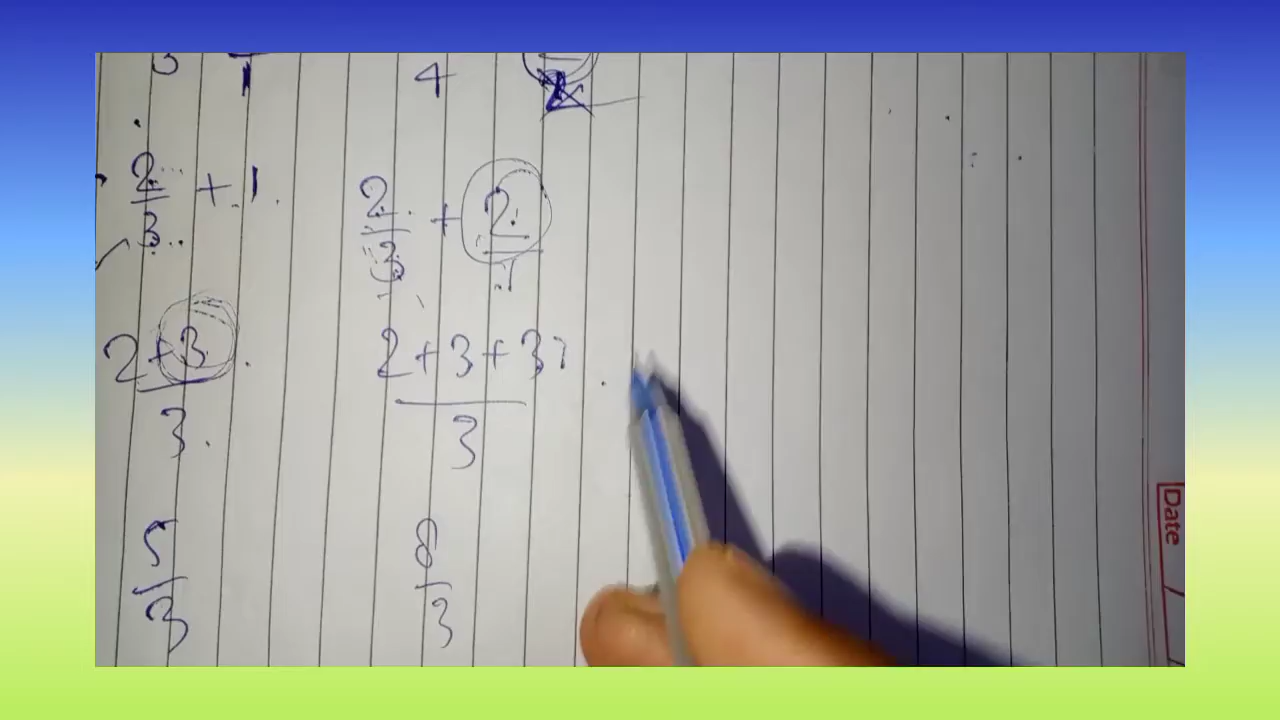 4
2/3 + 1
2/3 + 2/1
2 + 3
3
2 + 3 + 3
3
5/3
8/3
Date